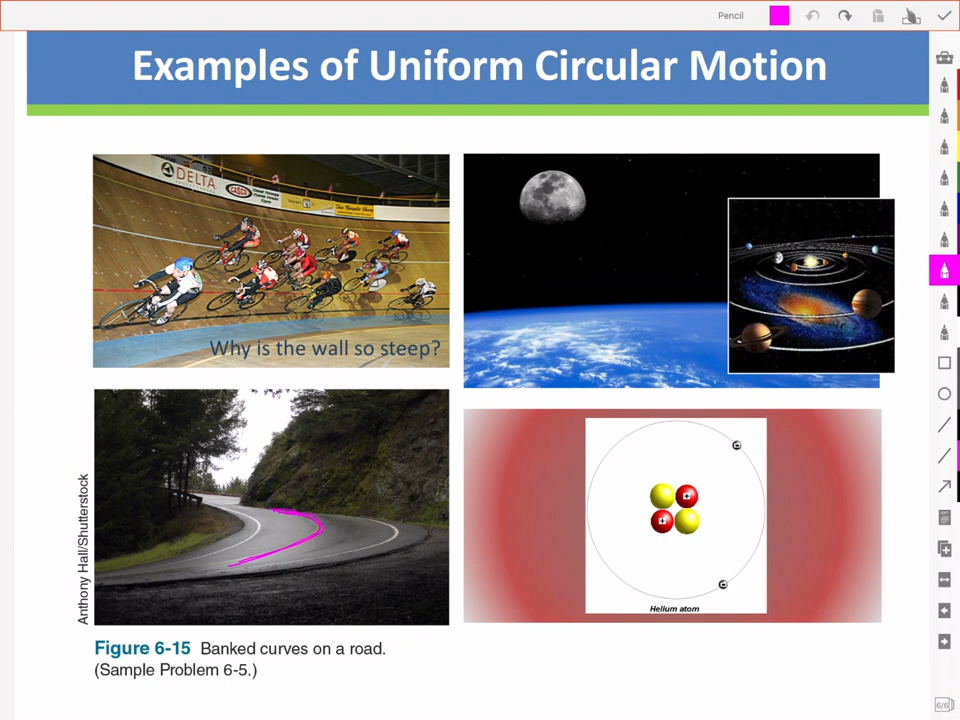 Pencil
Examples of Uniform Circular Motion
DELTA
CASCO
Why is the wall so steep?
Anthony Hall/Shutterstock
Helium atom
Figure 6-15 Banked curves on a road.
(Sample Problem 6-5.)
6/6